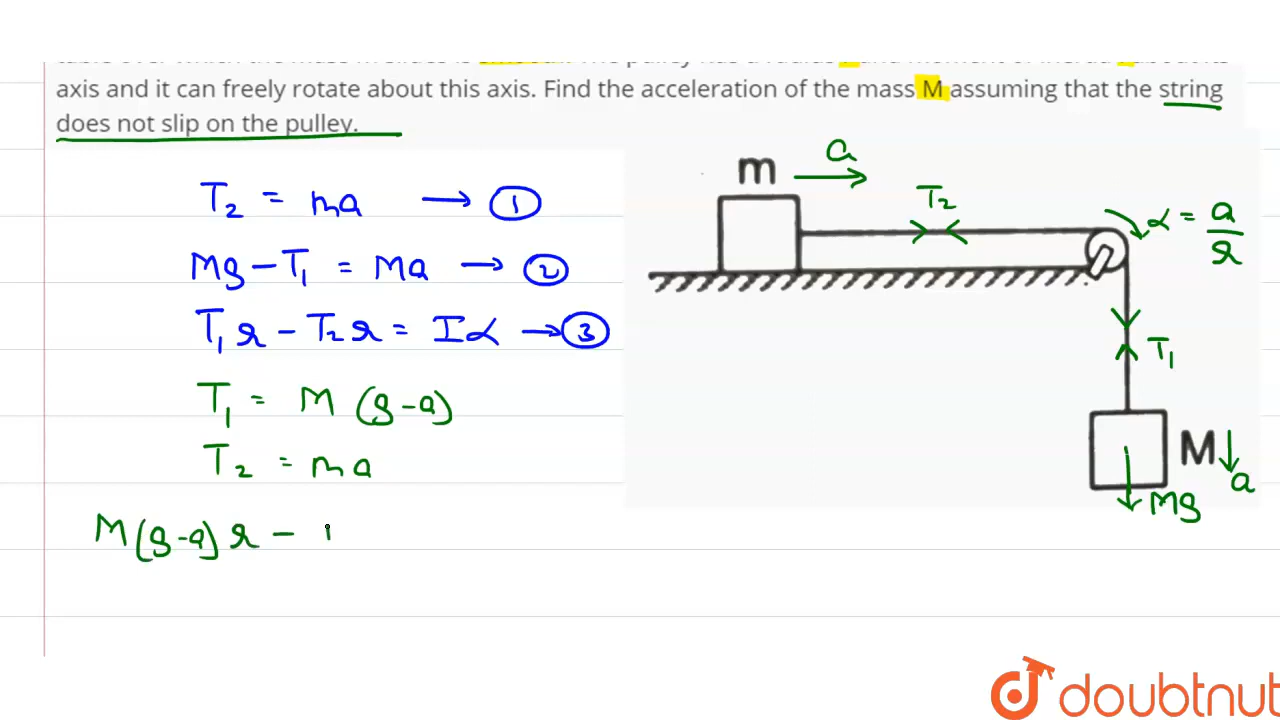 axis and it can freely rotate about this axis. Find the acceleration of the mass M assuming that the string
does not slip on the pulley.
T₂ = ma → ①
Mg - T₁ = Ma → ②
T₁ r - T₂ r = Iα → ③
T₁ = M (g-a)
T₂ = ma
M(g-a) r -
m
a
T₂
α = a/r
T₁
M
a
Mg
doubtnut